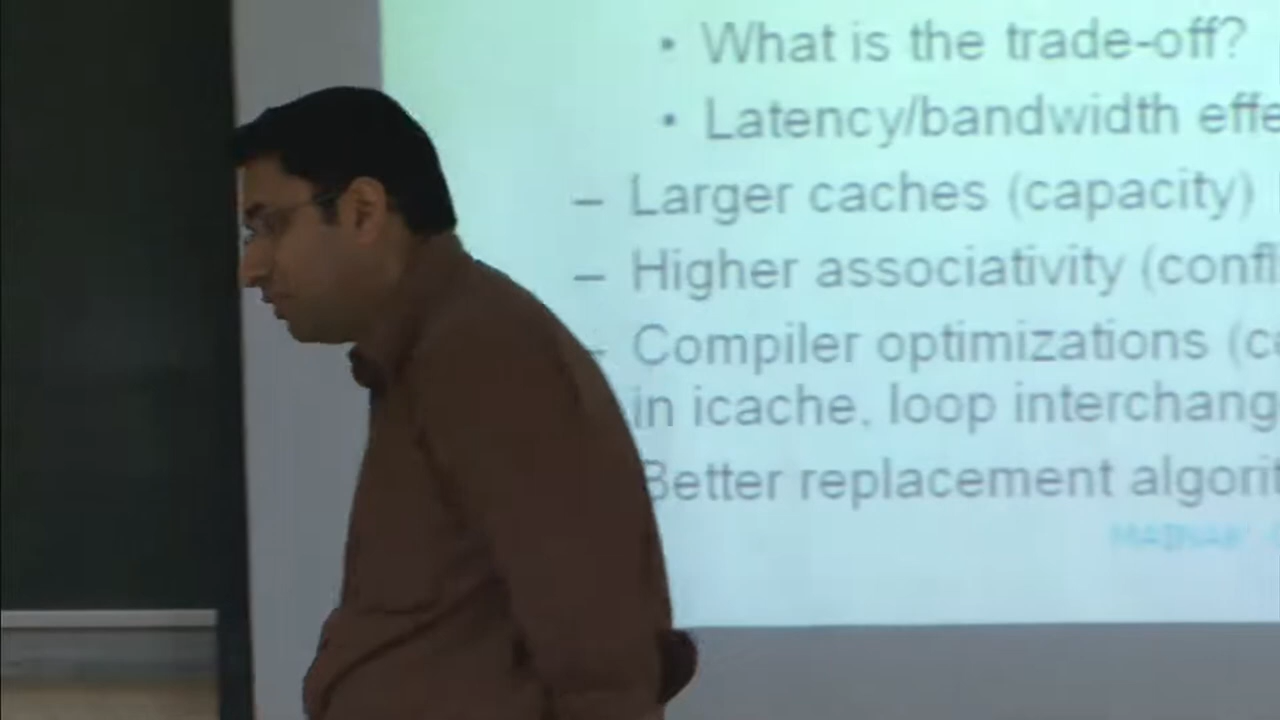 • What is the trade-off?
• Latency/bandwidth
– Larger caches (capacity)
– Higher associativity
– Compiler optimizations
in icache, loop
Better replacement